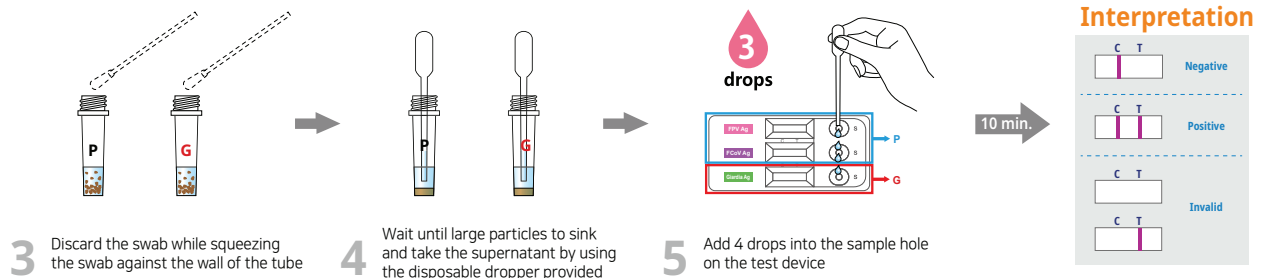 Interpretation
3
drops
P
G
P
G
FPV Ag
S
FCoV Ag
S
P
Giardia Ag
S
G
10 min.
C T
Negative
C T
Positive
C T
Invalid
C T
3
Discard the swab while squeezing
the swab against the wall of the tube
4
Wait until large particles to sink
and take the supernatant by using
the disposable dropper provided
5
Add 4 drops into the sample hole
on the test device